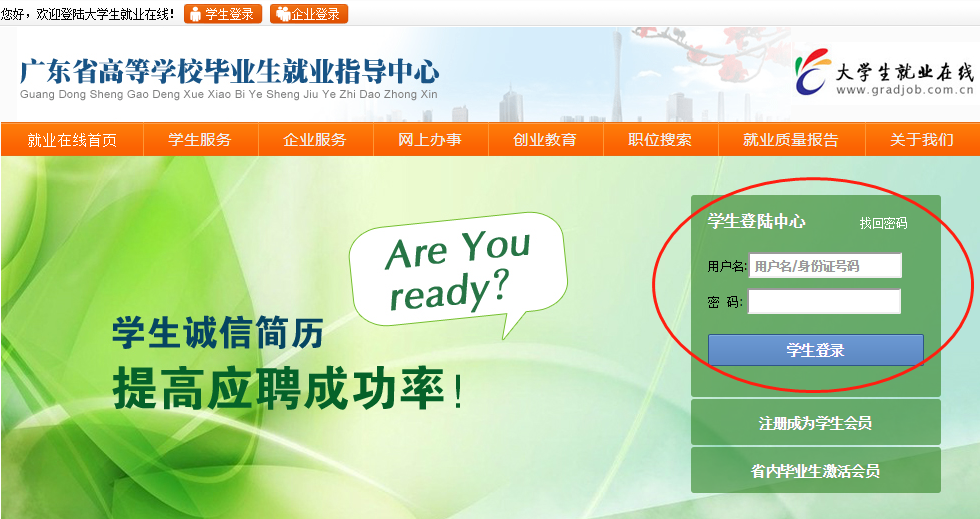 您好，欢迎登陆大学生就业在线！ 学生登录 企业登录
广东省高等学校毕业生就业指导中心
Guang Dong Sheng Gao Deng Xue Xiao Bi Ye Sheng Jiu Ye Zhi Dao Zhong Xin
大学生就业在线
www.gradjob.com.cn
就业在线首页 学生服务 企业服务 网上办事 创业教育 职位搜索 就业质量报告 关于我们
Are You
ready?
学生诚信简历
提高应聘成功率！
学生登陆中心 找回密码
用户名: 用户名/身份证号码
密 码:
学生登录
注册成为学生会员
省内毕业生激活会员